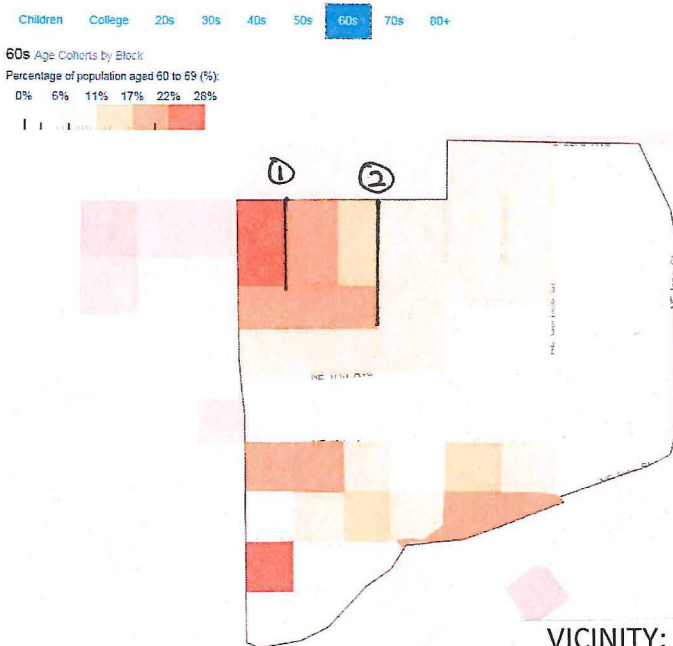 Children College 20s 30s 40s 50s 60s 70s 80+
60s Age Cohorts by Block
Percentage of population aged 60 to 69 (%):
0% 6% 11% 17% 22% 28%
① ②
NE
VICINITY: